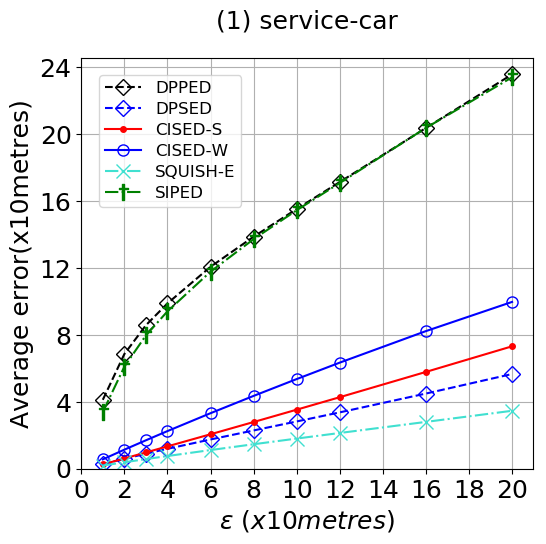 (1) service-car
Average error(x10metres)
24
20
16
12
8
4
0
DPPED
DPSED
CISED-S
CISED-W
SQUISH-E
SIPED
0 2 4 6 8 10 12 14 16 18 20
ε (x10metres)